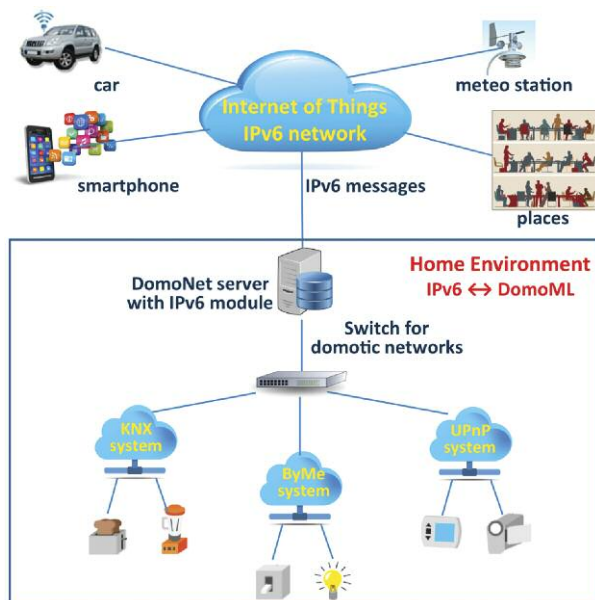 car
meteo station
Internet of Things
IPv6 network
smartphone
IPv6 messages
places
Home Environment
IPv6 ↔ DomoML
DomoNet server
with IPv6 module
Switch for
domotic networks
KNX
system
UPnP
system
ByMe
system